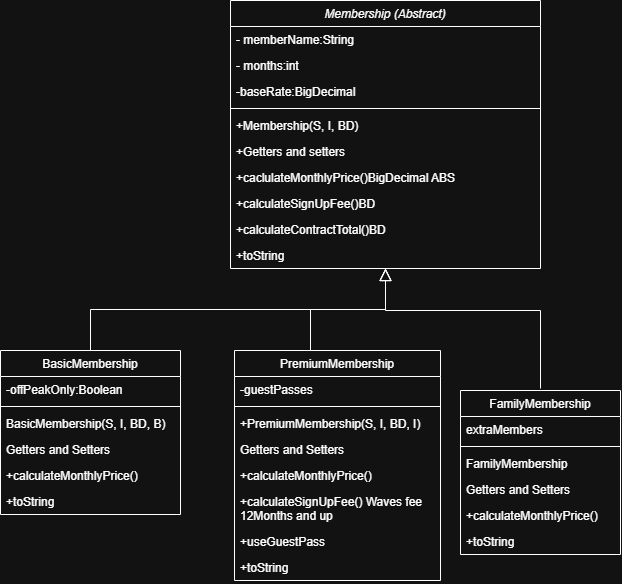 Membership (Abstract)
- memberName:String
- months:int
-baseRate:BigDecimal
+Membership(S, I, BD)
+Getters and setters
+caclulateMonthlyPrice()BigDecimal ABS
+calculateSignUpFee()BD
+calculateContractTotal()BD
+toString
BasicMembership
-offPeakOnly:Boolean
BasicMembership(S, I, BD, B)
Getters and Setters
+calculateMonthlyPrice()
+toString
PremiumMembership
-guestPasses
+PremiumMembership(S, I, BD, I)
Getters and Setters
+calculateMonthlyPrice()
+calculateSignUpFee() Waves fee
12Months and up
+useGuestPass
+toString
FamilyMembership
extraMembers
FamilyMembership
Getters and Setters
+calculateMonthlyPrice()
+toString